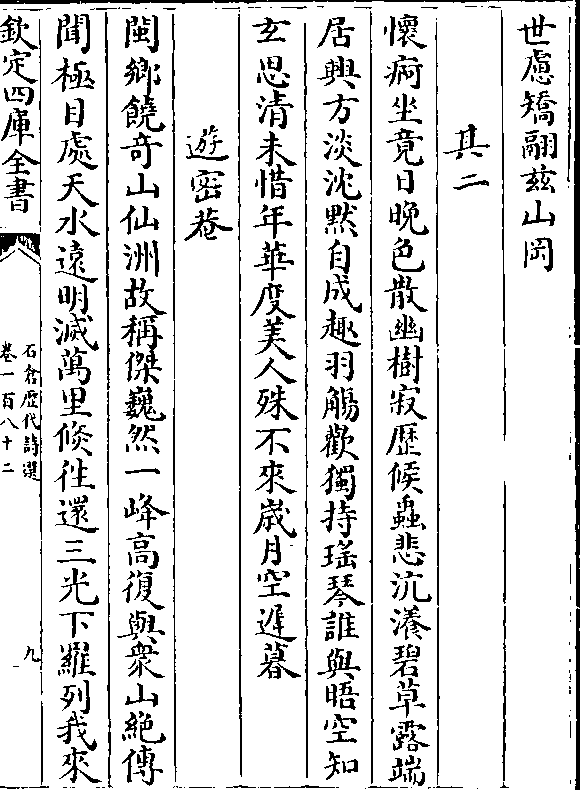 世慮矯翮兹山岡
其二
懷痾坐竟日晚色散幽樹寂歴候蟲悲沆瀁碧草露端
居興方淡沈默自成趣羽觴歡獨持瑤琴誰與晤空知
玄思清未惜年華度美人殊不來嵗月空遲暮
遊密菴
閩鄉饒奇山仙洲故稱傑巍然一峰高復與衆山絶傳
聞極目處天水遠明滅萬里倐往還三光下羅列我來
欽定四庫全書
石倉歴代詩選
卷一百八十二
九